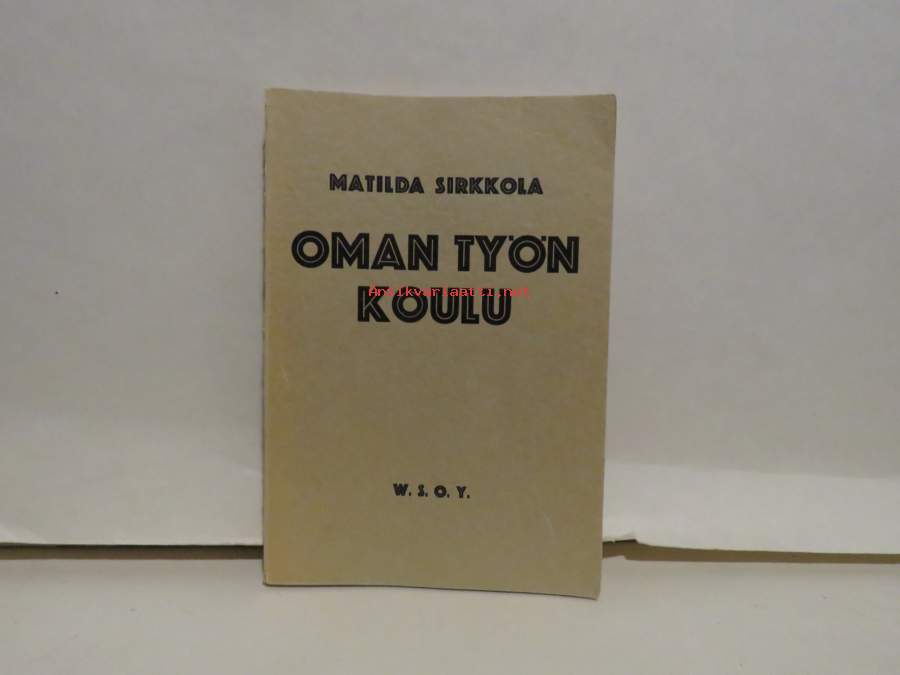 MATILDA SIRKKOLA
OMAN TYÖN
Antikvariaatti.net
KOULU
W. S. O. Y.